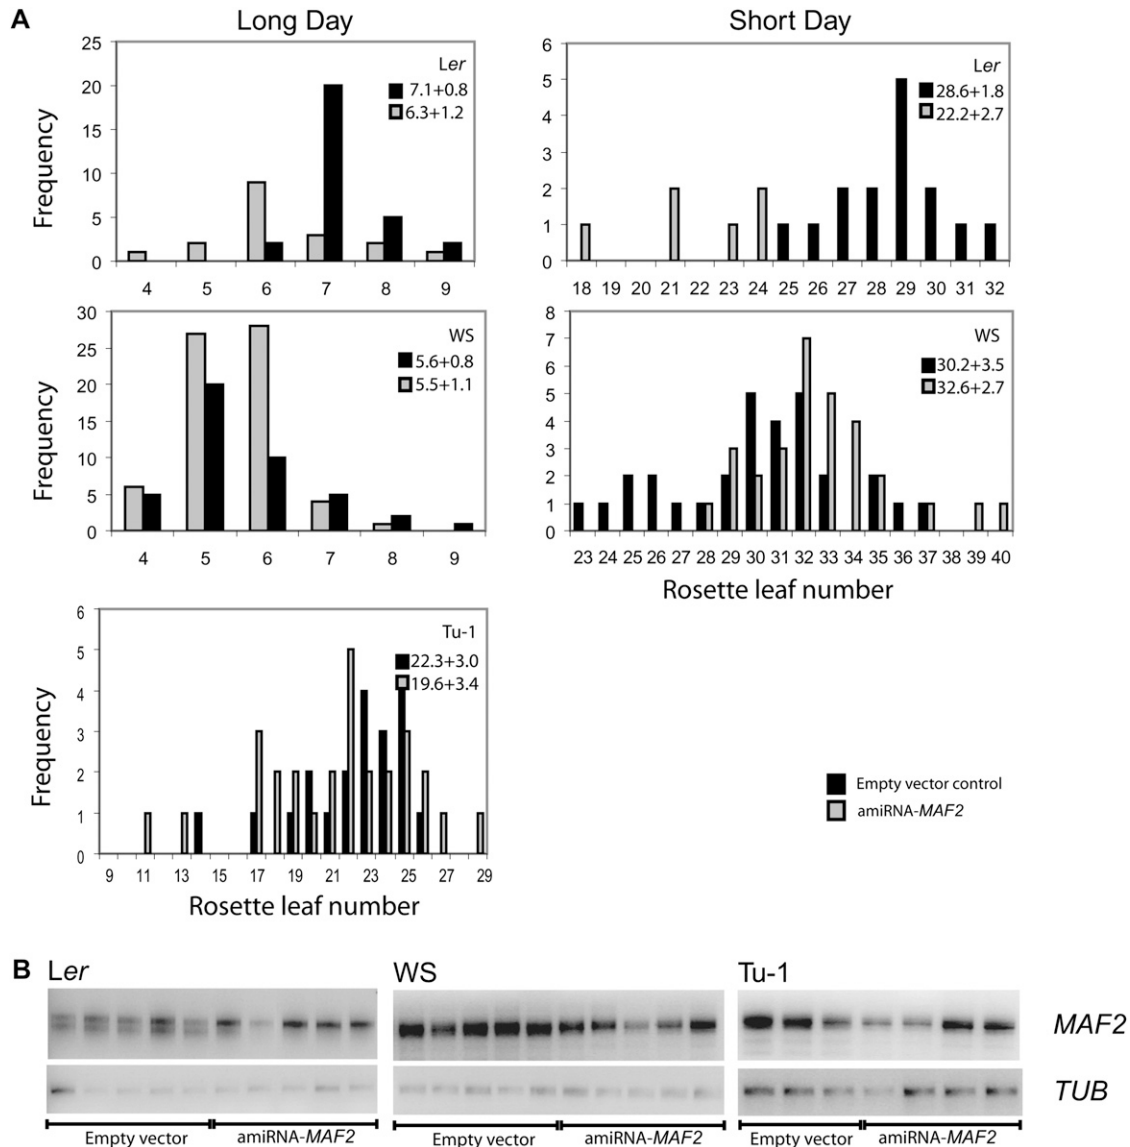 A
Long Day
Short Day
Frequency
25
20
15
10
5
0
Ler
7.1+0.8
6.3+1.2
4 5 6 7 8 9
6
5
4
3
2
1
0
Ler
28.6+1.8
22.2+2.7
18 19 20 21 22 23 24 25 26 27 28 29 30 31 32
Frequency
30
25
20
15
10
5
0
WS
5.6+0.8
5.5+1.1
4 5 6 7 8 9
8
7
6
5
4
3
2
1
0
WS
30.2+3.5
32.6+2.7
23 24 25 26 27 28 29 30 31 32 33 34 35 36 37 38 39 40
Rosette leaf number
Frequency
6
5
4
3
2
1
0
Tu-1
22.3+3.0
19.6+3.4
9 11 13 15 17 19 21 23 25 27 29
Rosette leaf number
Empty vector control
amiRNA-MAF2
B
Ler
WS
Tu-1
MAF2
TUB
Empty vector amiRNA-MAF2
Empty vector amiRNA-MAF2
Empty vector amiRNA-MAF2